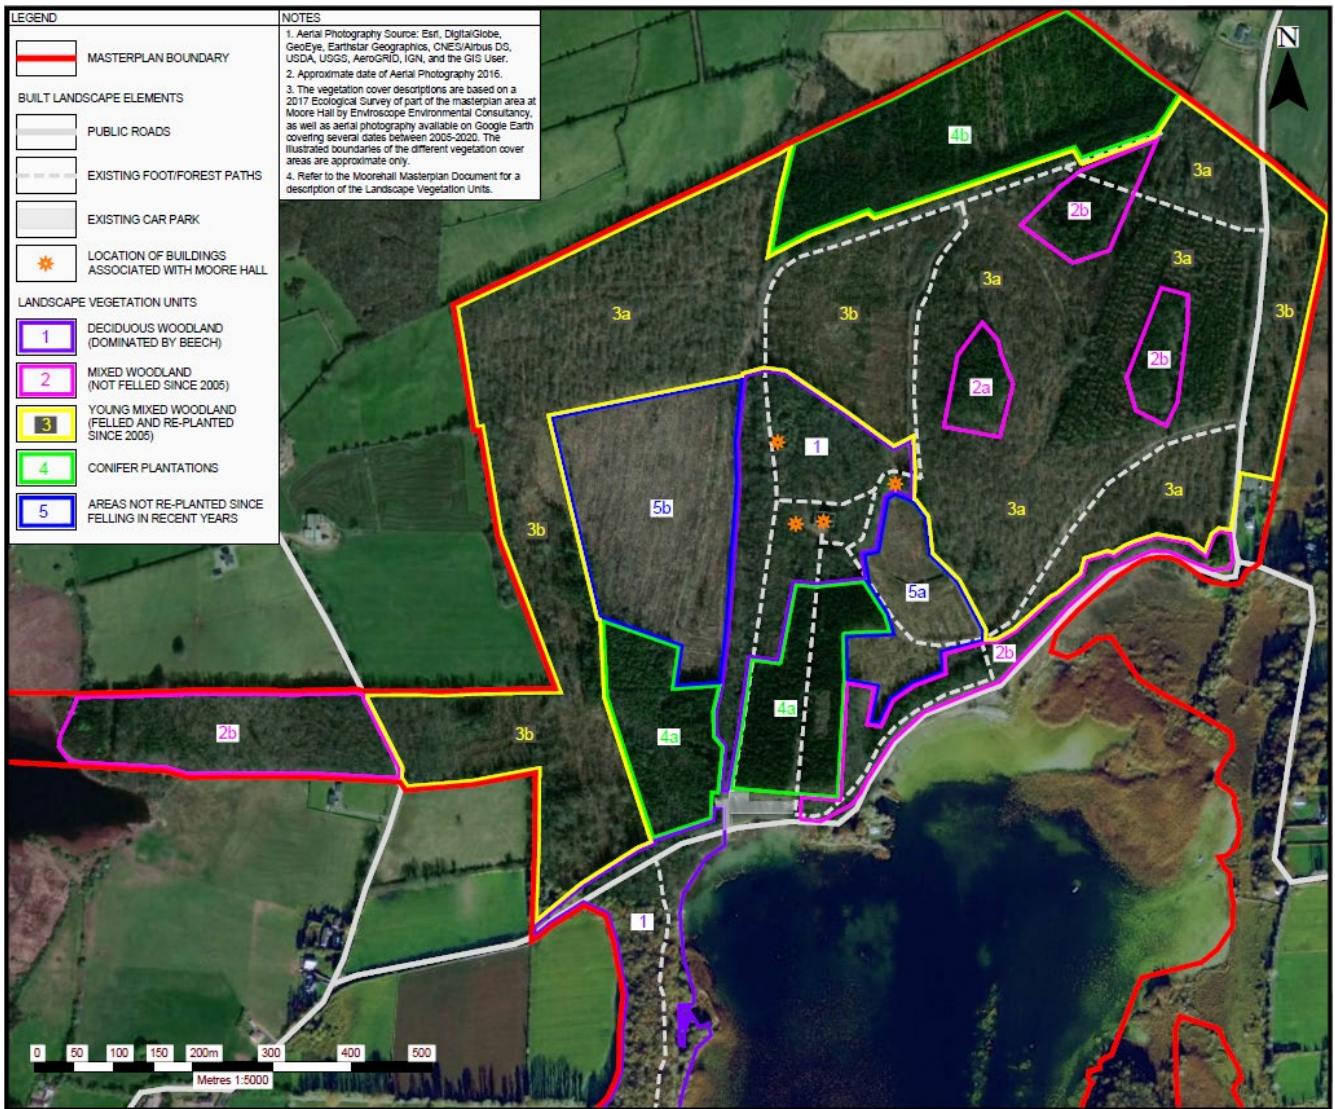 LEGEND
MASTERPLAN BOUNDARY
BUILT LANDSCAPE ELEMENTS
PUBLIC ROADS
EXISTING FOOT/FOREST PATHS
EXISTING CAR PARK
LOCATION OF BUILDINGS
ASSOCIATED WITH MOORE HALL
LANDSCAPE VEGETATION UNITS
1
DECIDUOUS WOODLAND
(DOMINATED BY BEECH)
2
MIXED WOODLAND
(NOT FELLED SINCE 2005)
3
YOUNG MIXED WOODLAND
(FELLED AND RE-PLANTED
SINCE 2005)
4
CONIFER PLANTATIONS
5
AREAS NOT RE-PLANTED SINCE
FELLING IN RECENT YEARS
NOTES
1. Aerial Photography Source: Esri, DigitalGlobe,
GeoEye, Earthstar Geographics, CNES/Airbus DS,
USDA, USGS, AeroGRID, IGN, and the GIS User.
2. Approximate date of Aerial Photography 2016.
3. The vegetation cover descriptions are based on a
2017 Ecological Survey of part of the masterplan area at
Moore Hall by Enviroscope Environmental Consultancy,
as well as aerial photography available on Google Earth
covering several dates between 2005-2020. The
illustrated boundaries of the different vegetation cover
areas are approximate only.
4. Refer to the Moorehall Masterplan Document for a
description of the Landscape Vegetation Units.
N
4b
3a
2b
3a
3a
3a
3b
3b
2b
2a
1
3a
3a
5b
3b
5a
2b
4a
2b
3b
4a
1
0 50 100 150 200m 300 400 500
Metres 1:5000